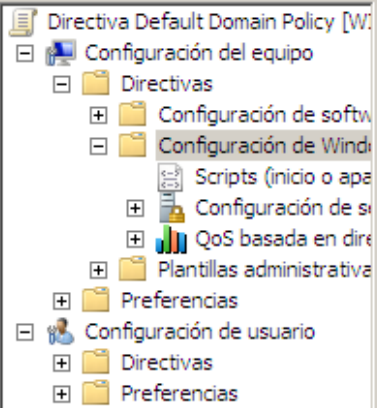 Directiva Default Domain Policy [WI
Configuración del equipo
Directivas
Configuración de softw
Configuración de Wind
Scripts (inicio o apa
Configuración de se
QoS basada en dire
Plantillas administrativa
Preferencias
Configuración de usuario
Directivas
Preferencias